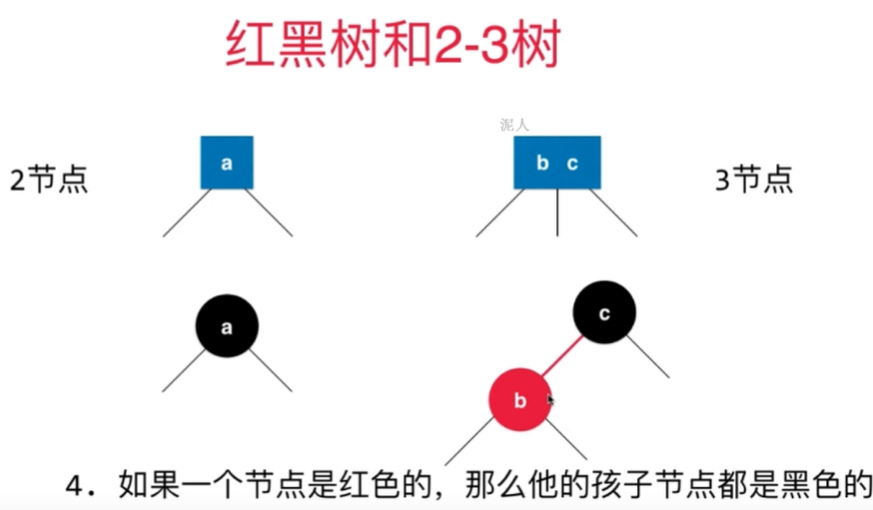 红黑树和2-3树
泥人
2节点
a
b c
3节点
a
c
b
4. 如果一个节点是红色的，那么他的孩子节点都是黑色的